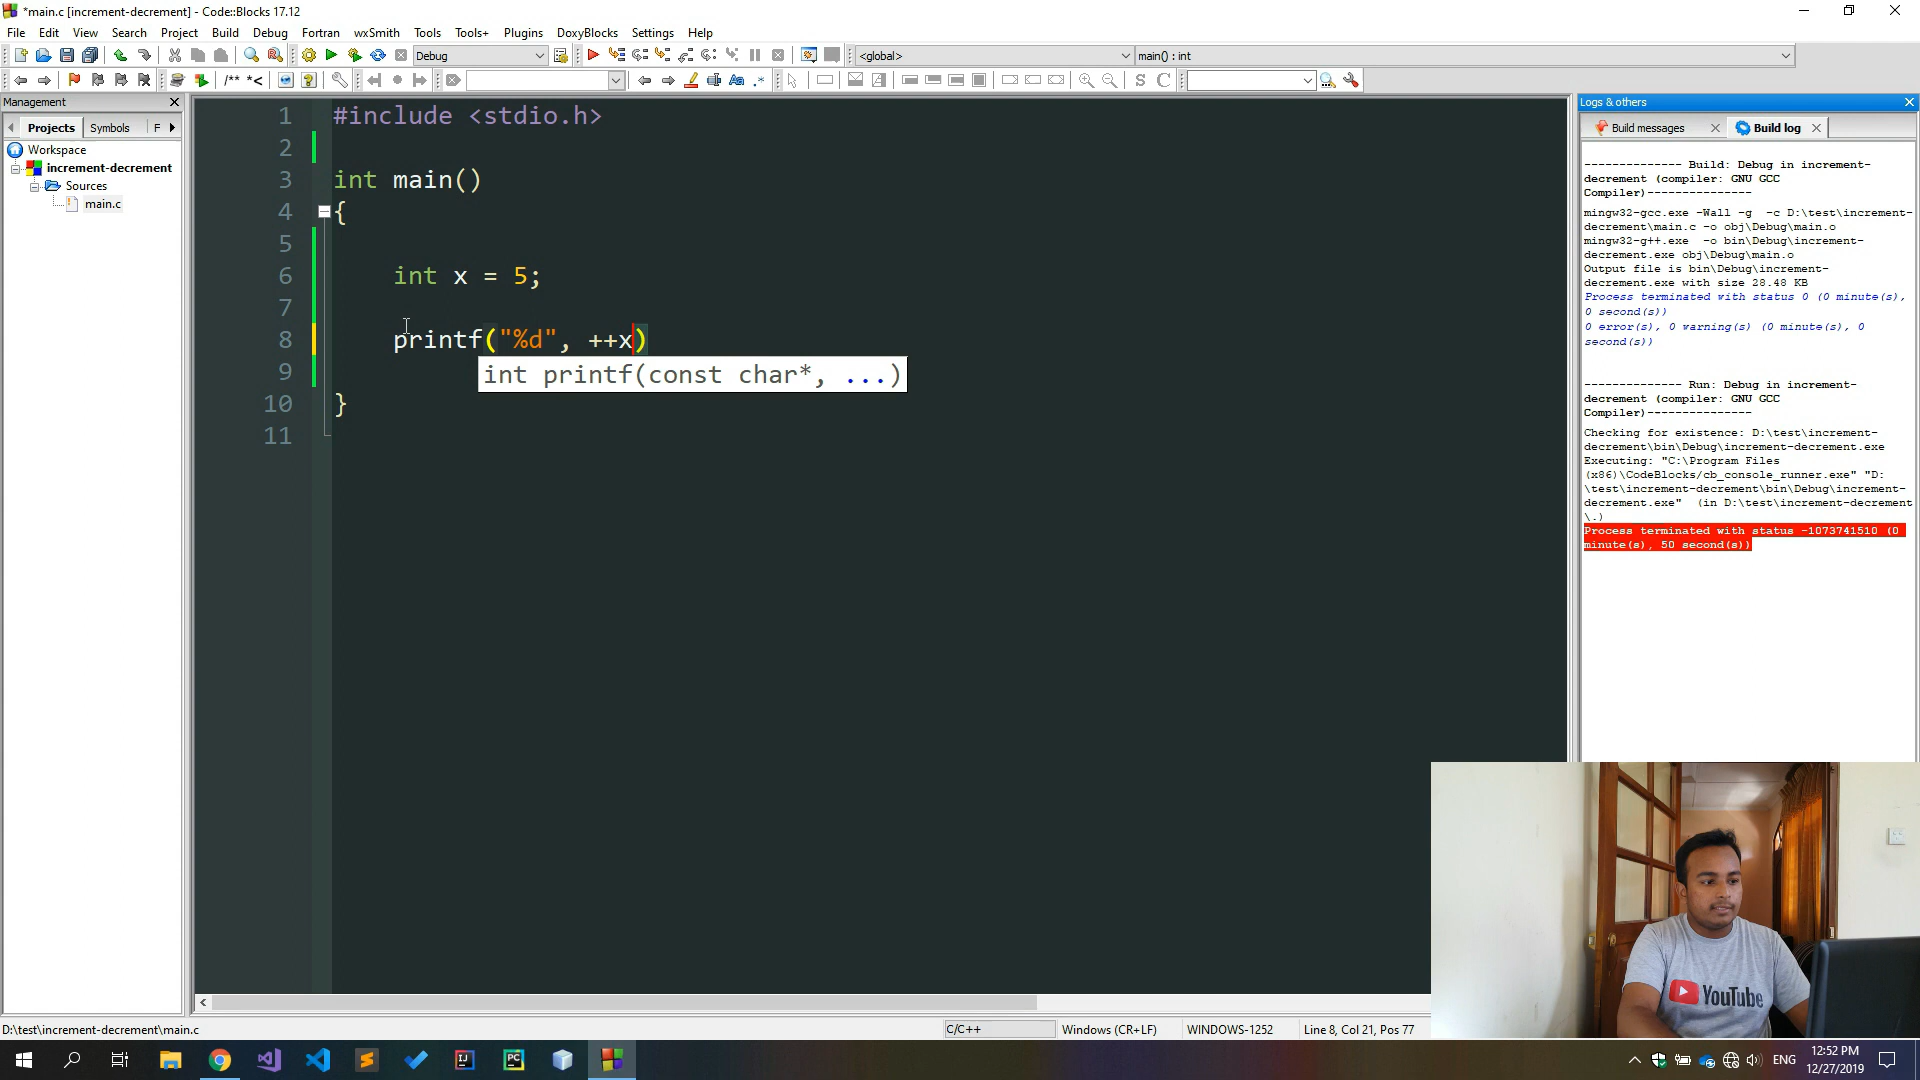 *main.c [increment-decrement] - Code::Blocks 17.12
File Edit View Search Project Build Debug Fortran wxSmith Tools Tools+ Plugins DoxyBlocks Settings Help
Debug <global> main() : int
/** *< Aa .* S C
Management
Projects Symbols F
Workspace
increment-decrement
Sources
main.c
1 #include <stdio.h>
2
3 int main()
4 {
5
6 int x = 5;
7
8 printf("%d", ++x)
int printf(const char*, ...)
9
10 }
11
Logs & others
Build messages Build log
-------------- Build: Debug in increment-
decrement (compiler: GNU GCC
Compiler)---------------
mingw32-gcc.exe -Wall -g -c D:\test\increment-
decrement\main.c -o obj\Debug\main.o
mingw32-g++.exe -o bin\Debug\increment-
decrement.exe obj\Debug\main.o
Output file is bin\Debug\increment-
decrement.exe with size 28.48 KB
Process terminated with status 0 (0 minute(s),
0 second(s))
0 error(s), 0 warning(s) (0 minute(s), 0
second(s))
-------------- Run: Debug in increment-
decrement (compiler: GNU GCC
Compiler)---------------
Checking for existence: D:\test\increment-
decrement\bin\Debug\increment-decrement.exe
Executing: "C:\Program Files
(x86)\CodeBlocks/cb_console_runner.exe" "D:
\test\increment-decrement\bin\Debug\increment-
decrement.exe" (in D:\test\increment-decrement
\.)
Process terminated with status -1073741510 (0
minute(s), 50 second(s))
YouTube
D:\test\increment-decrement\main.c C/C++ Windows (CR+LF) WINDOWS-1252 Line 8, Col 21, Pos 77
IJ PC ENG 12:52 PM
12/27/2019